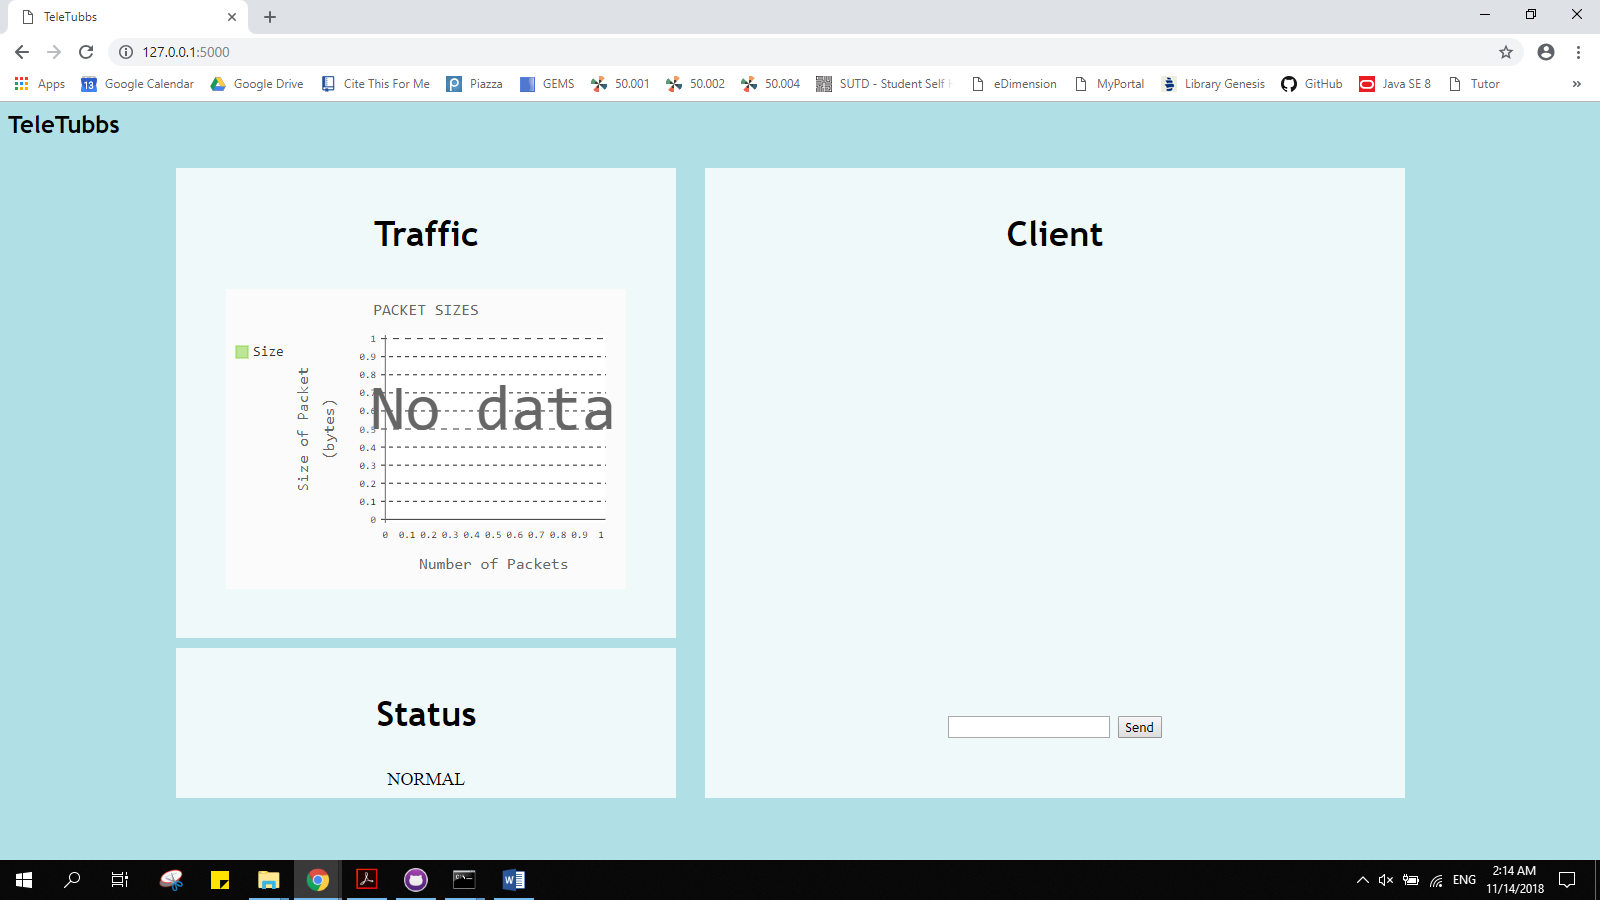 TeleTubbs
127.0.0.1:5000
Apps
13
Google Calendar
Google Drive
Cite This For Me
Piazza
GEMS
50.001
50.002
50.004
SUTD - Student Self
eDimension
MyPortal
Library Genesis
GitHub
Java SE 8
Tutor
»
TeleTubbs
Traffic
PACKET SIZES
Size
Size of Packet
(bytes)
1
0.9
0.8
0.7
0.6
0.5
0.4
0.3
0.2
0.1
0
No data
0 0.1 0.2 0.3 0.4 0.5 0.6 0.7 0.8 0.9 1
Number of Packets
Status
NORMAL
Client
Send
ENG
2:14 AM
11/14/2018